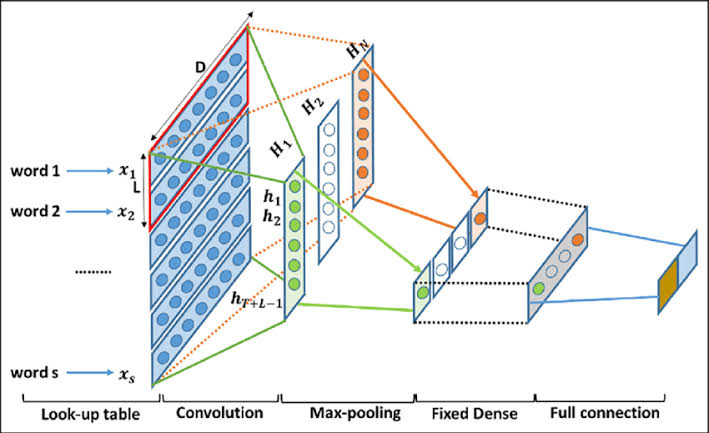 D
H_N
H_2
H_1
word 1
x_1
L
h_1
word 2
x_2
h_2
.........
h_{T+L-1}
word s
x_s
Look-up table
Convolution
Max-pooling
Fixed Dense
Full connection